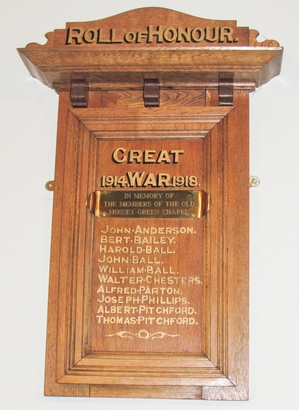 ROLL OF HONOUR.
GREAT
1914. WAR. 1918.
IN MEMORY OF
THE MEMBERS OF THE OLD
MOSSEY GREEN CHAPEL
JOHN · ANDERSON.
BERT · BAILEY.
HAROLD · BALL.
JOHN · BALL.
WILLIAM · BALL.
WALTER · CHESTERS.
ALFRED · PARTON.
JOSEPH · PHILLIPS.
ALBERT · PITCHFORD.
THOMAS · PITCHFORD.